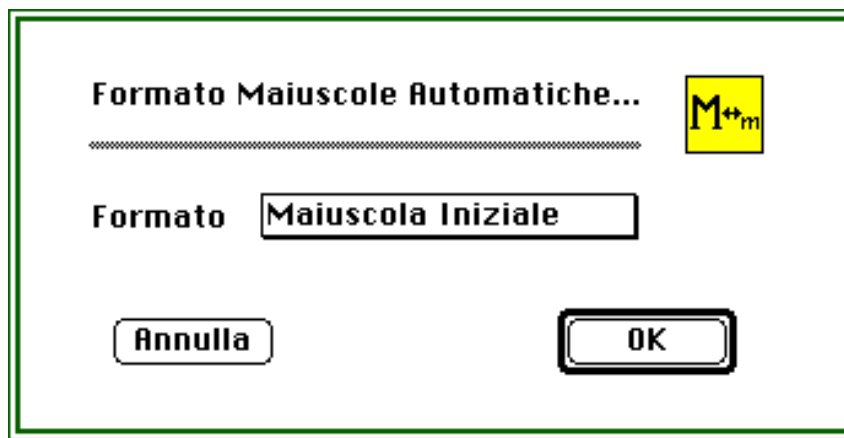 Formato Maiuscole Automatiche...
M↔m
Formato Maiuscola Iniziale
Annulla OK